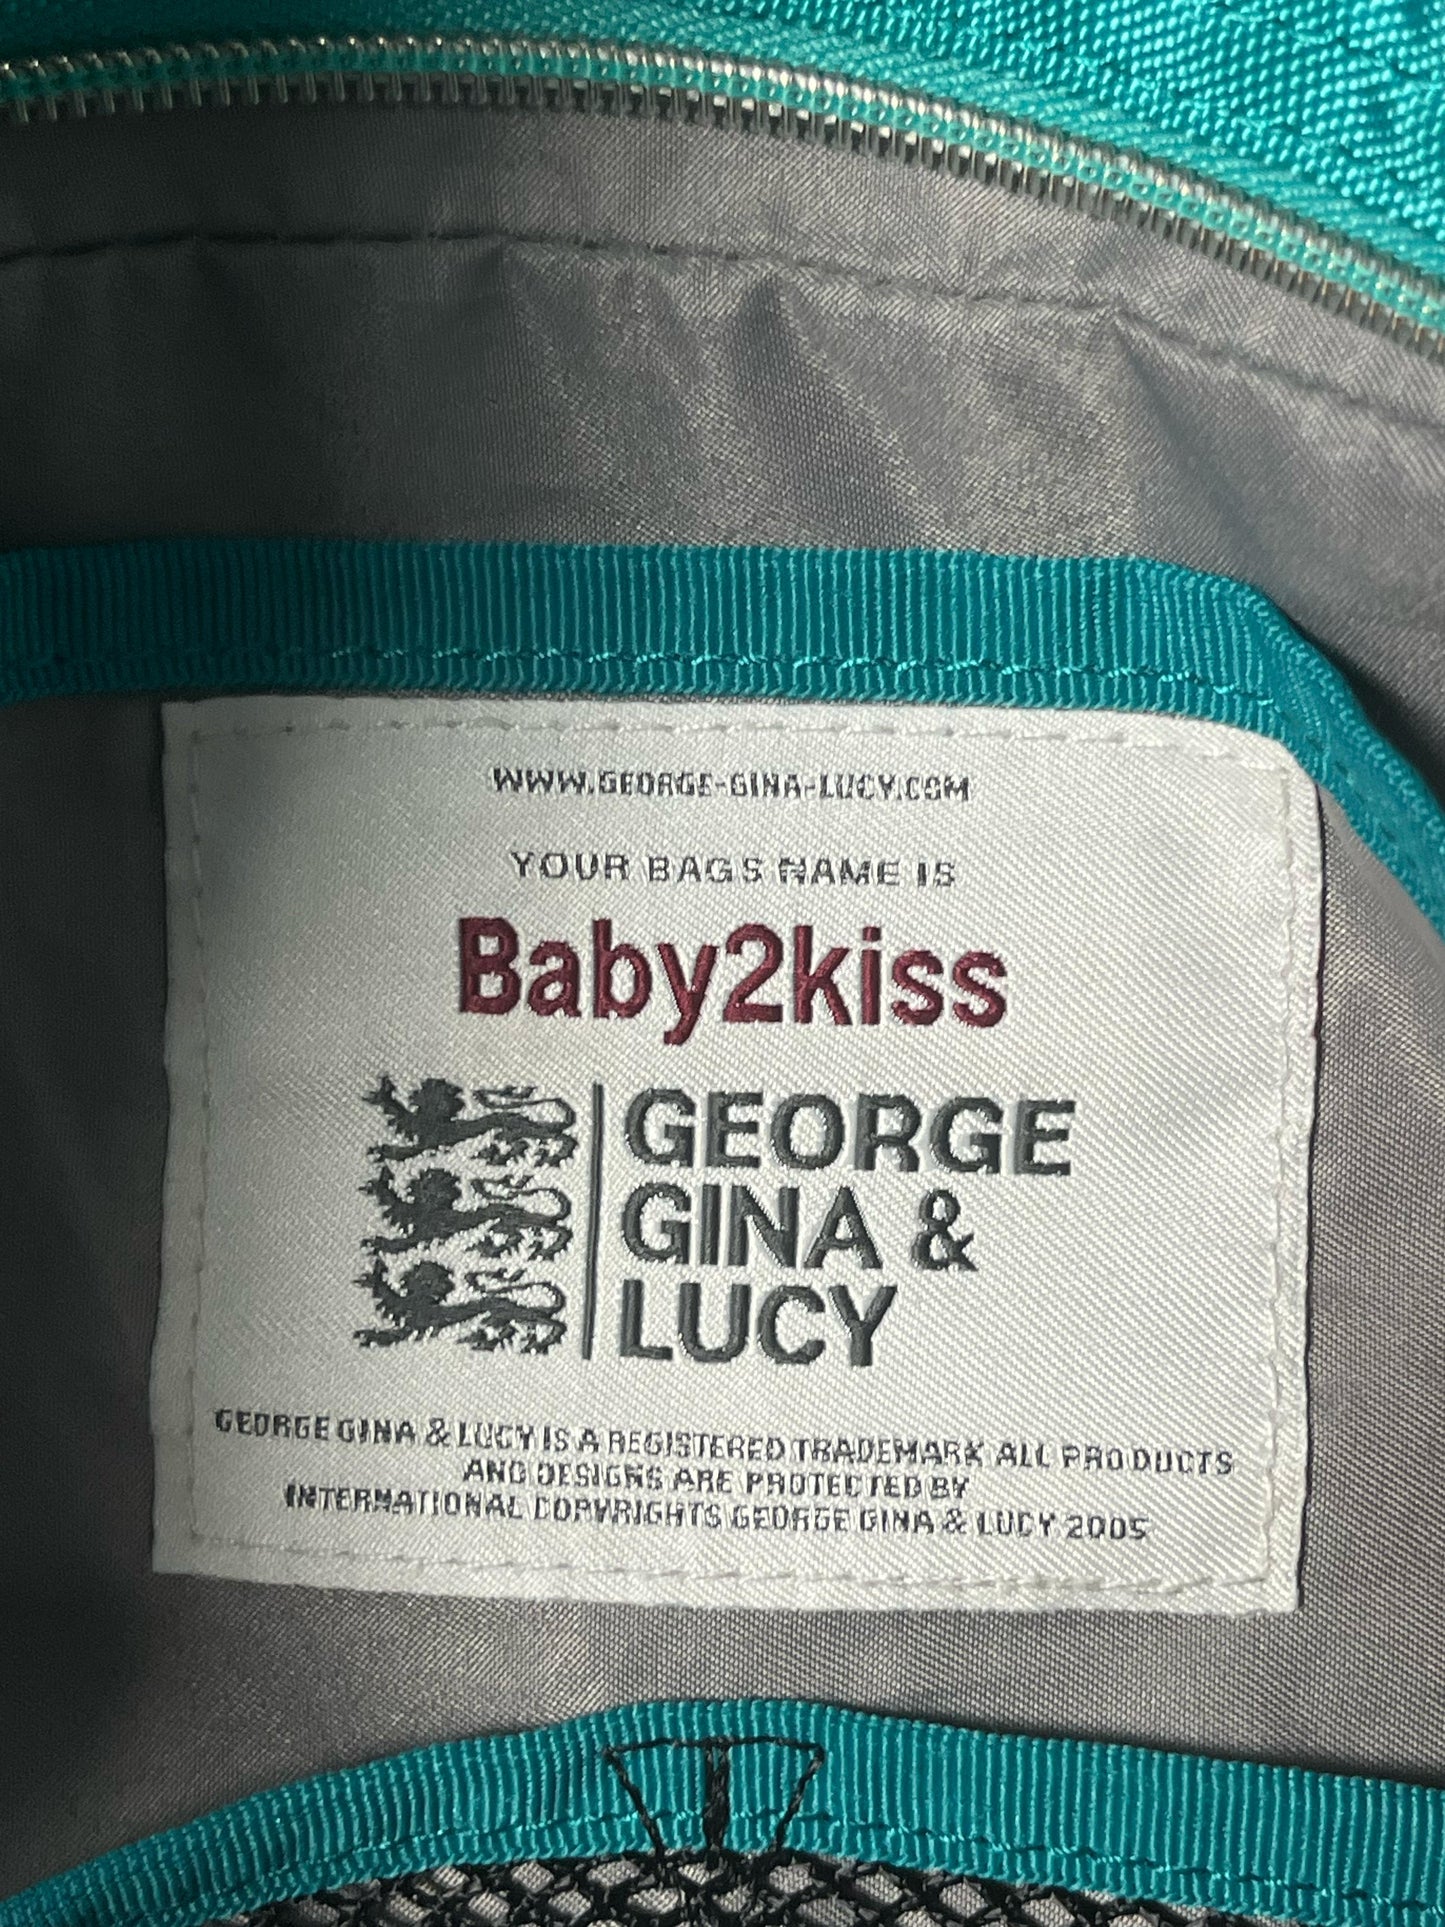 WWW.GEORGE-GINA-LUCY.COM
YOUR BAGS NAME IS
Baby2kiss
GEORGE
GINA &
LUCY
GEORGE GINA & LUCY IS A REGISTERED TRADEMARK ALL PRODUCTS
AND DESIGNS ARE PROTECTED BY
INTERNATIONAL COPYRIGHTS GEORGE GINA & LUCY 2005